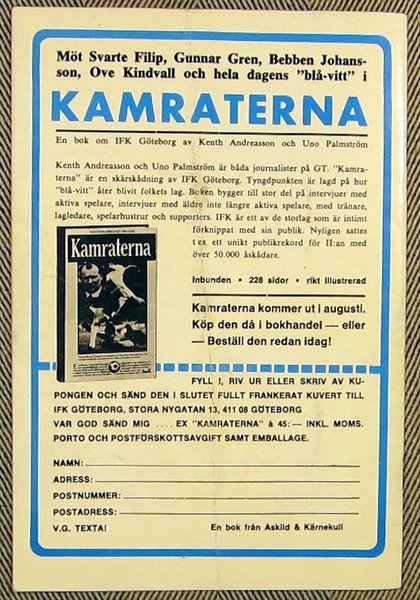 Möt Svarte Filip, Gunnar Gren, Bebben Johans-
son, Ove Kindvall och hela dagens "blå-vitt" i
KAMRATERNA
En bok om IFK Göteborg av Kenth Andreasson och Uno Palmström
Kenth Andreasson och Uno Palmström är båda journalister på GT. "Kamra-
terna" är en skärskådning av IFK Göteborg. Tyngdpunkten är lagd på hur
"blå-vitt" åter blivit folkets lag. Boken bygger till stor del på intervjuer med
aktiva spelare, intervjuer med äldre inte längre aktiva spelare, med tränare,
lagledare, spelarhustrur och supporters. IFK är ett av de storlag som är intimt
förknippat med sin publik. Nyligen sattes
t ex ett unikt publikrekord för II:an med
över 50.000 åskådare.
Kamraterna
Inbunden • 228 sidor • rikt illustrerad
Kamraterna kommer ut i augusti.
Köp den då i bokhandel — eller
— Beställ den redan idag!
FYLL I, RIV UR ELLER SKRIV AV KU-
PONGEN OCH SÄND DEN I SLUTET FULLT FRANKERAT KUVERT TILL
IFK GÖTEBORG, STORA NYGATAN 13, 411 08 GÖTEBORG
VAR GOD SÄND MIG .... EX "KAMRATERNA" à 45:— INKL. MOMS.
PORTO OCH POSTFÖRSKOTTSAVGIFT SAMT EMBALLAGE.
NAMN:
ADRESS:
POSTNUMMER:
POSTADRESS:
V.G. TEXTA! En bok från Askild & Kärnekull